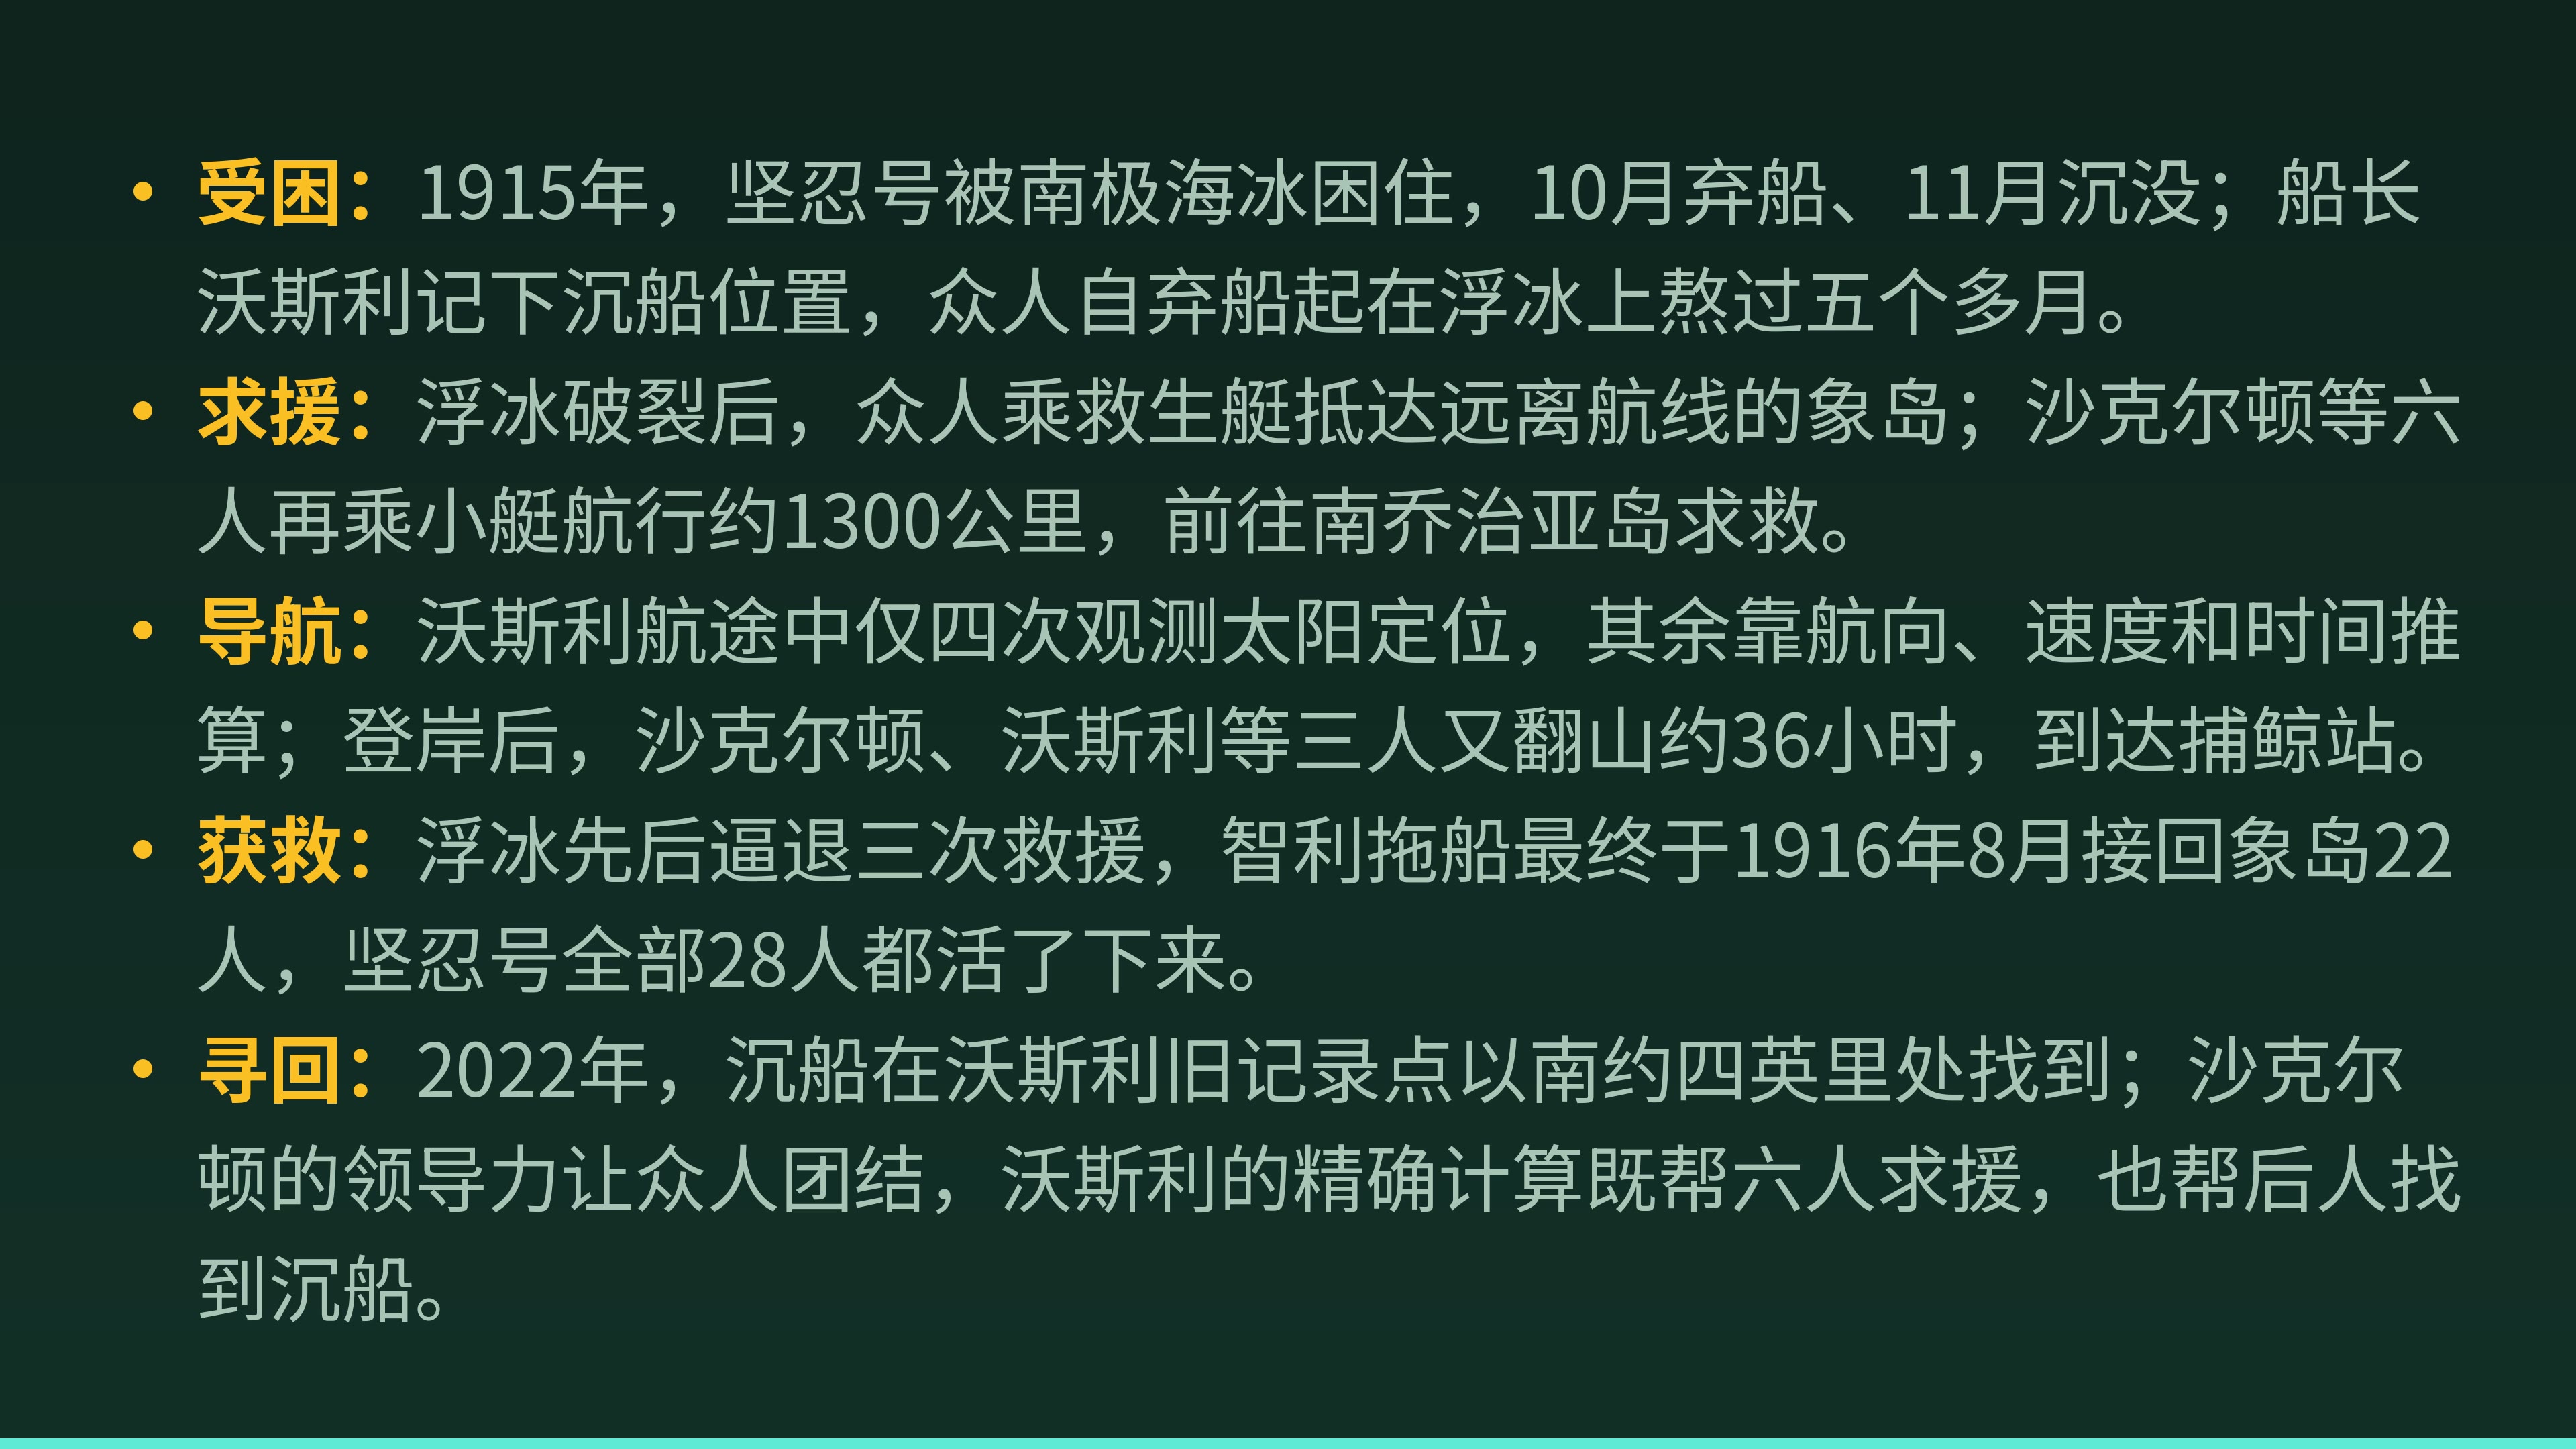 • 受困：1915年，坚忍号被南极海冰困住，10月弃船、11月沉没；船长
沃斯利记下沉船位置，众人自弃船起在浮冰上熬过五个多月。
• 求援：浮冰破裂后，众人乘救生艇抵达远离航线的象岛；沙克尔顿等六
人再乘小艇航行约1300公里，前往南乔治亚岛求救。
• 导航：沃斯利航途中仅四次观测太阳定位，其余靠航向、速度和时间推
算；登岸后，沙克尔顿、沃斯利等三人又翻山约36小时，到达捕鲸站。
• 获救：浮冰先后逼退三次救援，智利拖船最终于1916年8月接回象岛22
人，坚忍号全部28人都活了下来。
• 寻回：2022年，沉船在沃斯利旧记录点以南约四英里处找到；沙克尔
顿的领导力让众人团结，沃斯利的精确计算既帮六人求援，也帮后人找
到沉船。